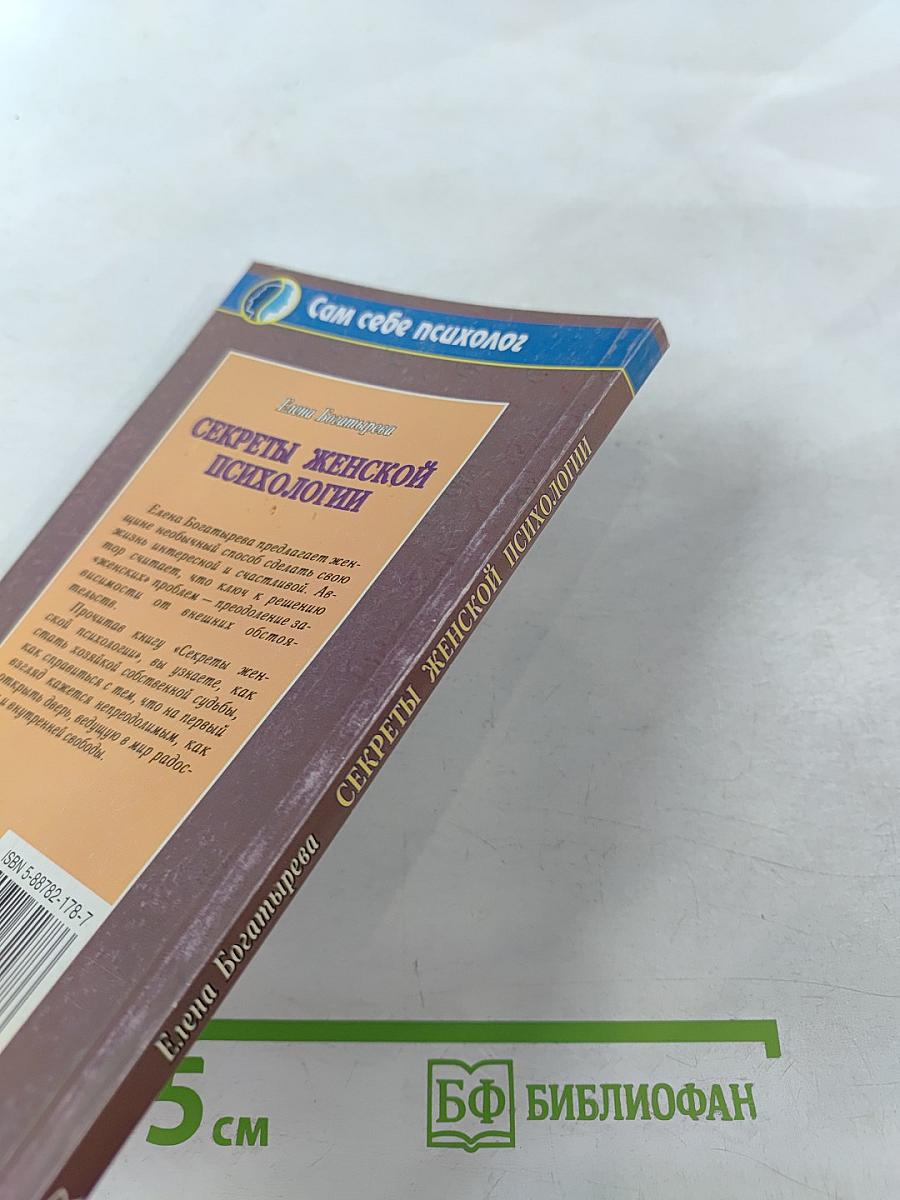 Сам себе психолог
Елена Богатырева
СЕКРЕТЫ ЖЕНСКОЙ
ПСИХОЛОГИИ
Елена Богатырева предлагает жен-
щине необычный способ сделать свою
жизнь интересной и счастливой. Ав-
тор считает, что ключ к решению
«женских» проблем — преодоление за-
висимости от внешних обстоя-
тельств.
Прочитав книгу «Секреты жен-
ской психологии», вы узнаете, как
стать хозяйкой собственной судьбы,
как справиться с тем, что на первый
взгляд кажется непреодолимым, как
открыть дверь, ведущую в мир радос-
и внутренней свободы.
ISBN 5-88782-178-7
Елена Богатырева СЕКРЕТЫ ЖЕНСКОЙ ПСИХОЛОГИИ
5 см
БФ БИБЛИОФАН